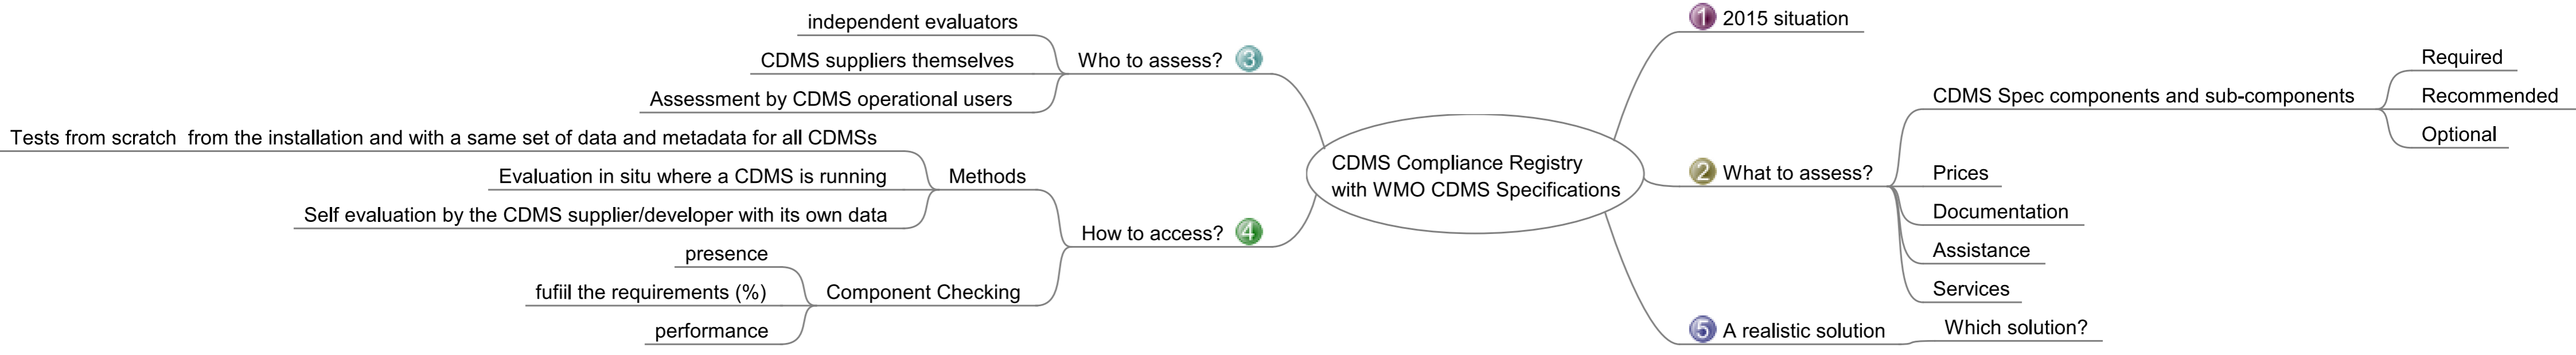 CDMS Compliance Registry
with WMO CDMS Specifications
1 2015 situation
2 What to assess?
CDMS Spec components and sub-components
Required
Recommended
Optional
Prices
Documentation
Assistance
Services
3 Who to assess?
independent evaluators
CDMS suppliers themselves
Assessment by CDMS operational users
4 How to access?
Methods
Tests from scratch  from the installation and with a same set of data and metadata for all CDMSs
Evaluation in situ where a CDMS is running
Self evaluation by the CDMS supplier/developer with its own data
Component Checking
presence
fufiil the requirements (%)
performance
5 A realistic solution
Which solution?